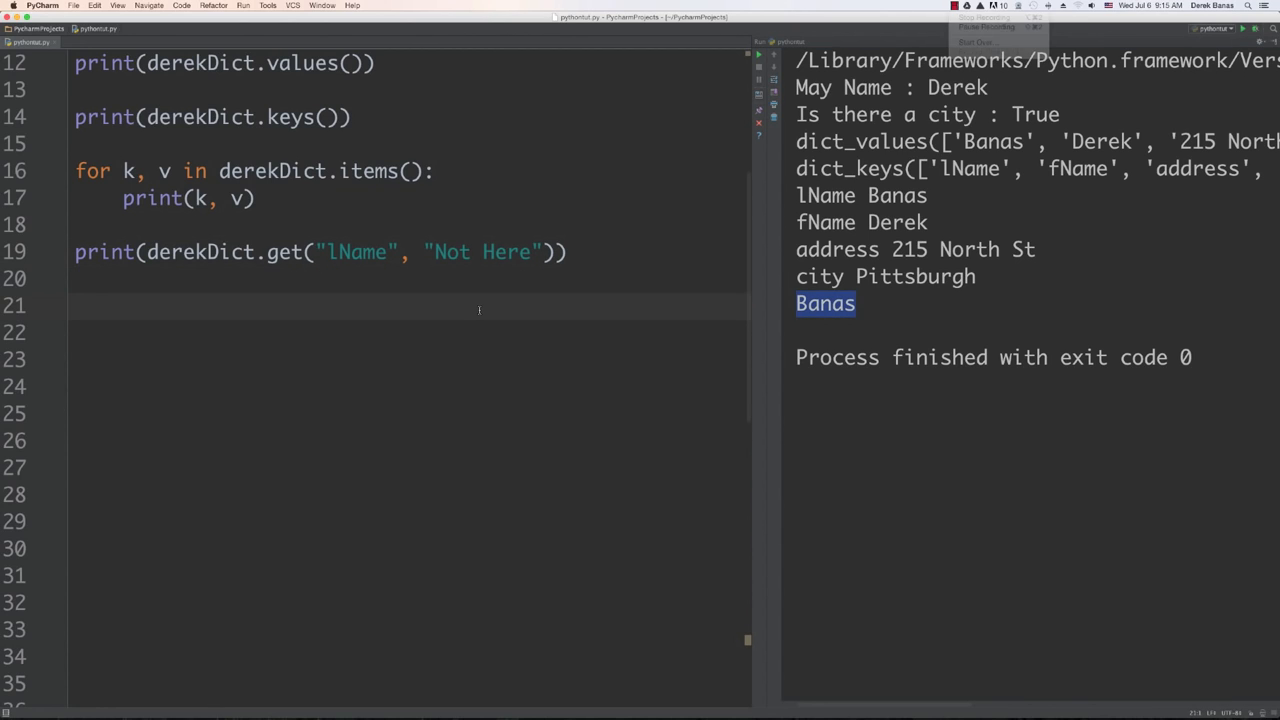 PyCharm File Edit View Navigate Code Refactor Run Tools VCS Window Help
10 Wed Jul 6 9:15 AM Derek Banas
pythontut.py - PycharmProjects - [~/PycharmProjects]
Stop Recording
Pause Recording
Start Over...
PycharmProjects pythontut.py
pythontut
pythontut.py
Run pythontut
12 print(derekDict.values())
13
14 print(derekDict.keys())
15
16 for k, v in derekDict.items():
17 print(k, v)
18
19 print(derekDict.get("lName", "Not Here"))
20
21
22
23
24
25
26
27
28
29
30
31
32
33
34
35
/Library/Frameworks/Python.framework/Vers
May Name : Derek
Is there a city : True
dict_values(['Banas', 'Derek', '215 North
dict_keys(['lName', 'fName', 'address',
lName Banas
fName Derek
address 215 North St
city Pittsburgh
Banas
Process finished with exit code 0
21:1 LF÷ UTF-8÷